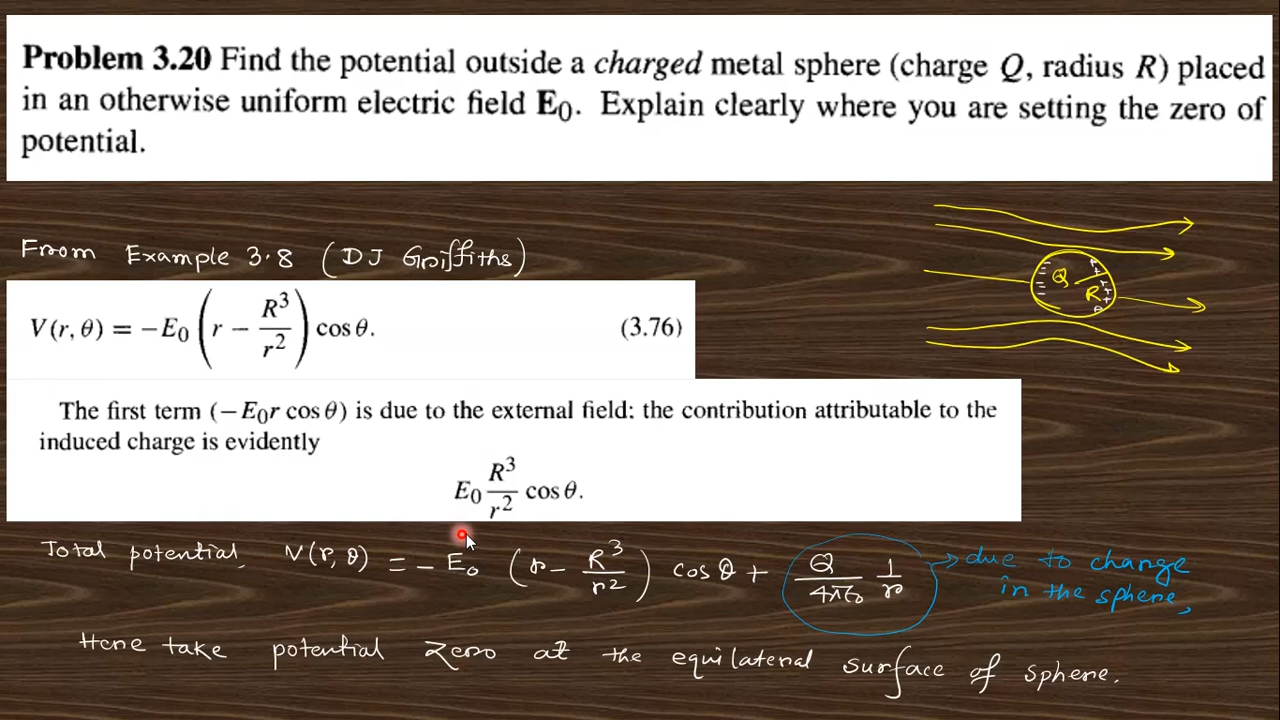 Problem 3.20 Find the potential outside a charged metal sphere (charge Q, radius R) placed
in an otherwise uniform electric field E₀. Explain clearly where you are setting the zero of
potential.
From Example 3.8 (DJ Griffiths)
V(r, θ) = −E₀ (r − R³/r²) cos θ. (3.76)
The first term (−E₀r cos θ) is due to the external field: the contribution attributable to the
induced charge is evidently
E₀ R³/r² cos θ.
Q
R
Total potential, V(r, θ) = − E₀ (r − R³/r²) cos θ + Q/4πε₀ 1/r → due to change
in the sphere,
Here take potential zero at the equilateral surface of sphere.